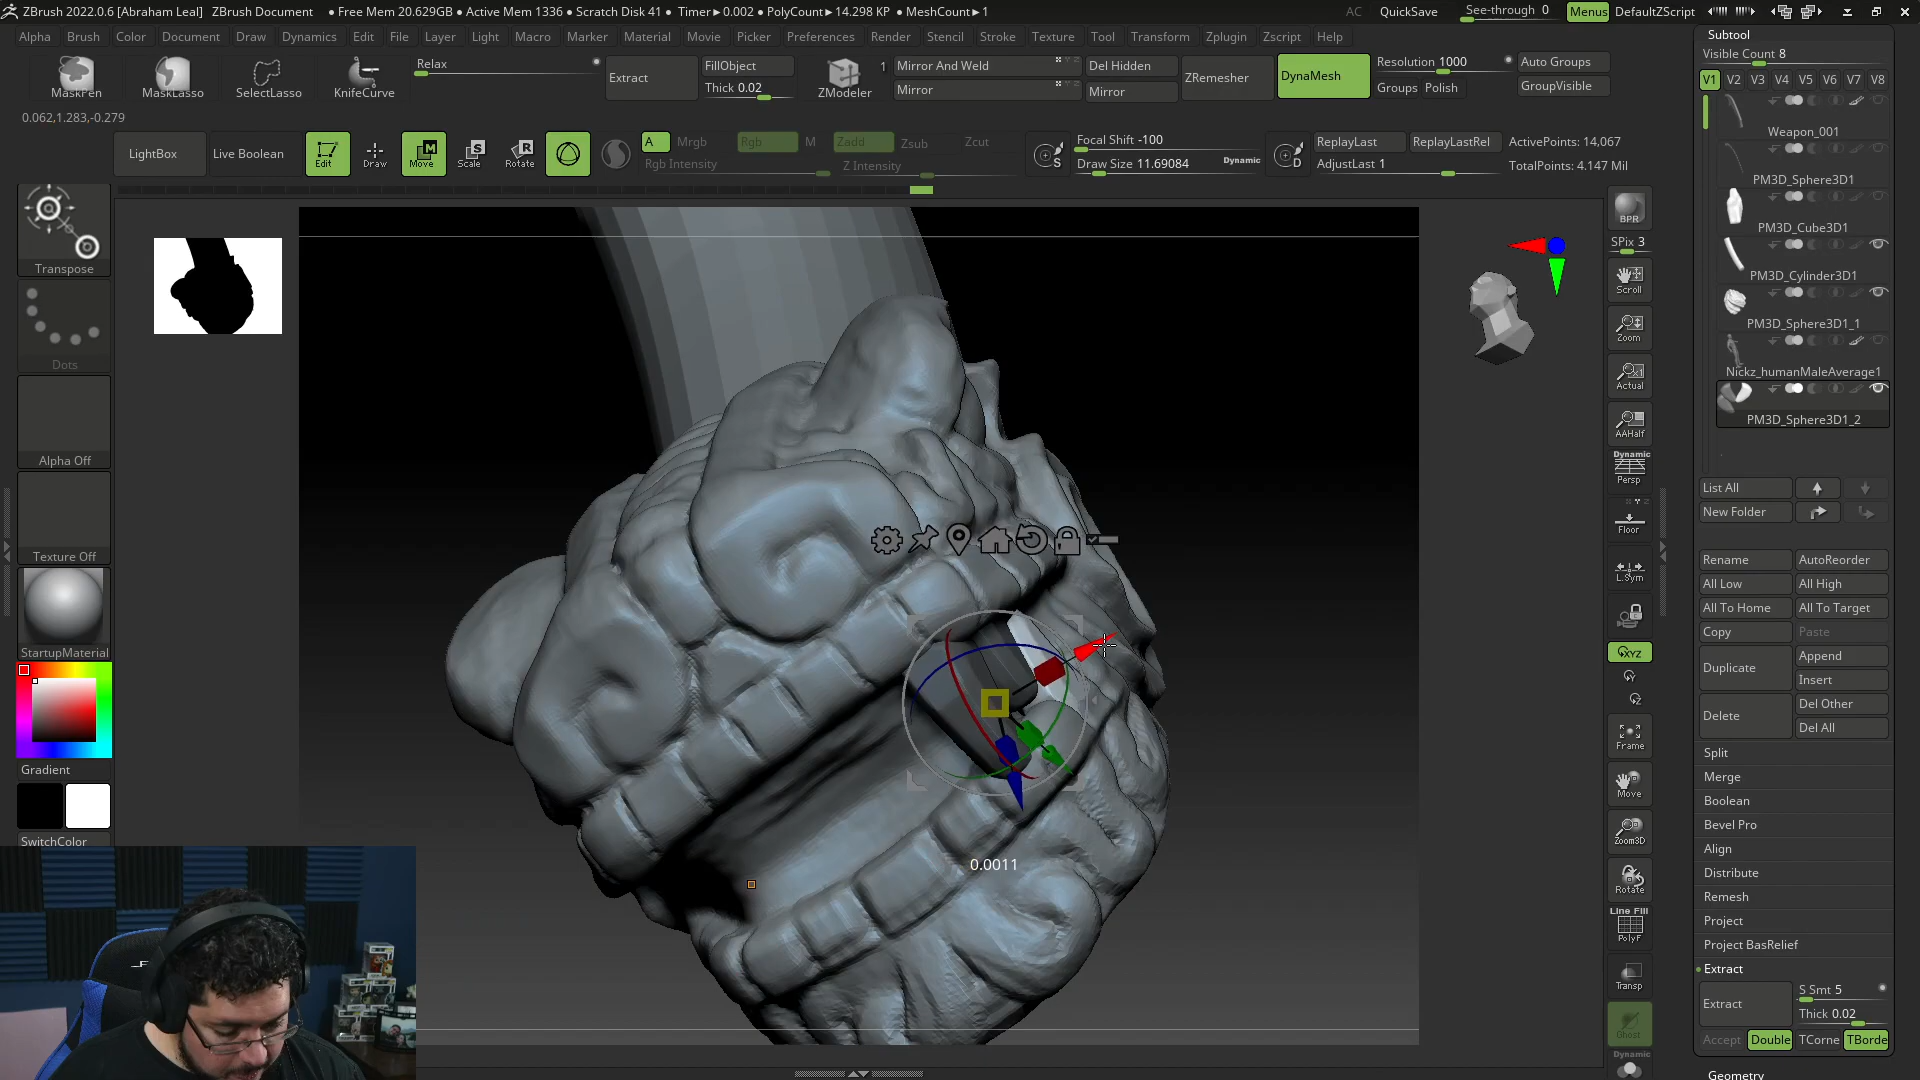 ZBrush 2022.0.6 [Abraham Leal] ZBrush Document • Free Mem 20.629GB • Active Mem 1336 • Scratch Disk 41 • Timer▸0.002 • PolyCount▸14.298 KP • MeshCount▸1 AC QuickSave See-through 0 Menus DefaultZScript
Alpha Brush Color Document Draw Dynamics Edit File Layer Light Macro Marker Material Movie Picker Preferences Render Stencil Stroke Texture Tool Transform Zplugin Zscript Help
MaskPen MaskLasso SelectLasso KnifeCurve
Relax
Extract
FillObject
Thick 0.02
ZModeler
1
Mirror And Weld
Mirror
Del Hidden
Mirror
ZRemesher
DynaMesh
Resolution 1000
Groups Polish
Auto Groups
GroupVisible
0.062,1.283,-0.279
LightBox
Live Boolean
Edit Draw Move Scale Rotate
A Mrgb Rgb M Zadd Zsub Zcut
Rgb Intensity Z Intensity
S
Focal Shift -100
Draw Size 11.69084 Dynamic
D
ReplayLast ReplayLastRel
AdjustLast 1
ActivePoints: 14,067
TotalPoints: 4.147 Mil
Transpose
Dots
Alpha Off
Texture Off
StartupMaterial
Gradient
SwitchColor
0.0011
BPR
SPix 3
Scroll
Zoom
Actual
AAHalf
Dynamic
Persp
Floor
L.Sym
XYZ
Frame
Move
Zoom3D
Rotate
Line Fill
PolyF
Transp
Ghost
Dynamic
Subtool
Visible Count 8
V1 V2 V3 V4 V5 V6 V7 V8
Weapon_001
PM3D_Sphere3D1
PM3D_Cube3D1
PM3D_Cylinder3D1
PM3D_Sphere3D1_1
Nickz_humanMaleAverage1
PM3D_Sphere3D1_2
List All
New Folder
Rename AutoReorder
All Low All High
All To Home All To Target
Copy Paste
Duplicate Append
Insert
Delete Del Other
Del All
Split
Merge
Boolean
Bevel Pro
Align
Distribute
Remesh
Project
Project BasRelief
Extract
Extract S Smt 5
Thick 0.02
Accept Double TCorne TBorde
Geometry